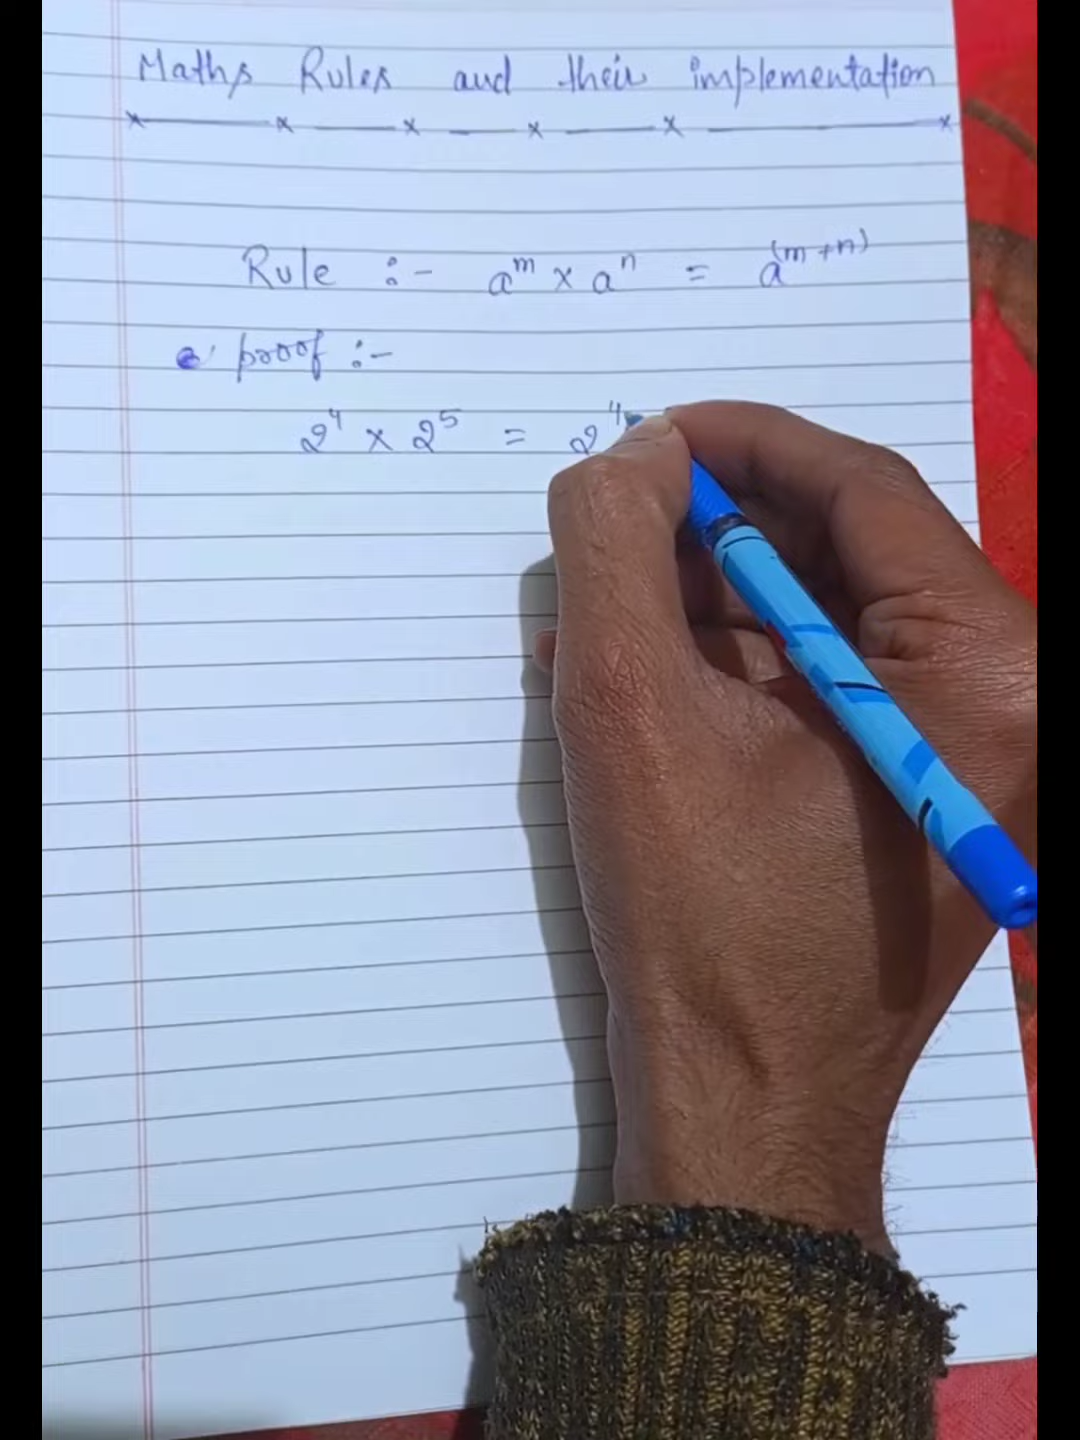 Maths Rules and their implementation
Rule :- a^m × a^n = a^(m+n)
proof :-
2^4 × 2^5 = 2^4